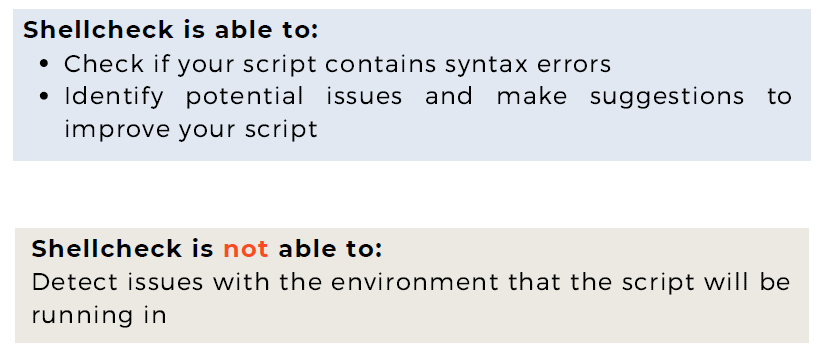 Shellcheck is able to:
• Check if your script contains syntax errors
• Identify potential issues and make suggestions to
improve your script
Shellcheck is not able to:
Detect issues with the environment that the script will be
running in